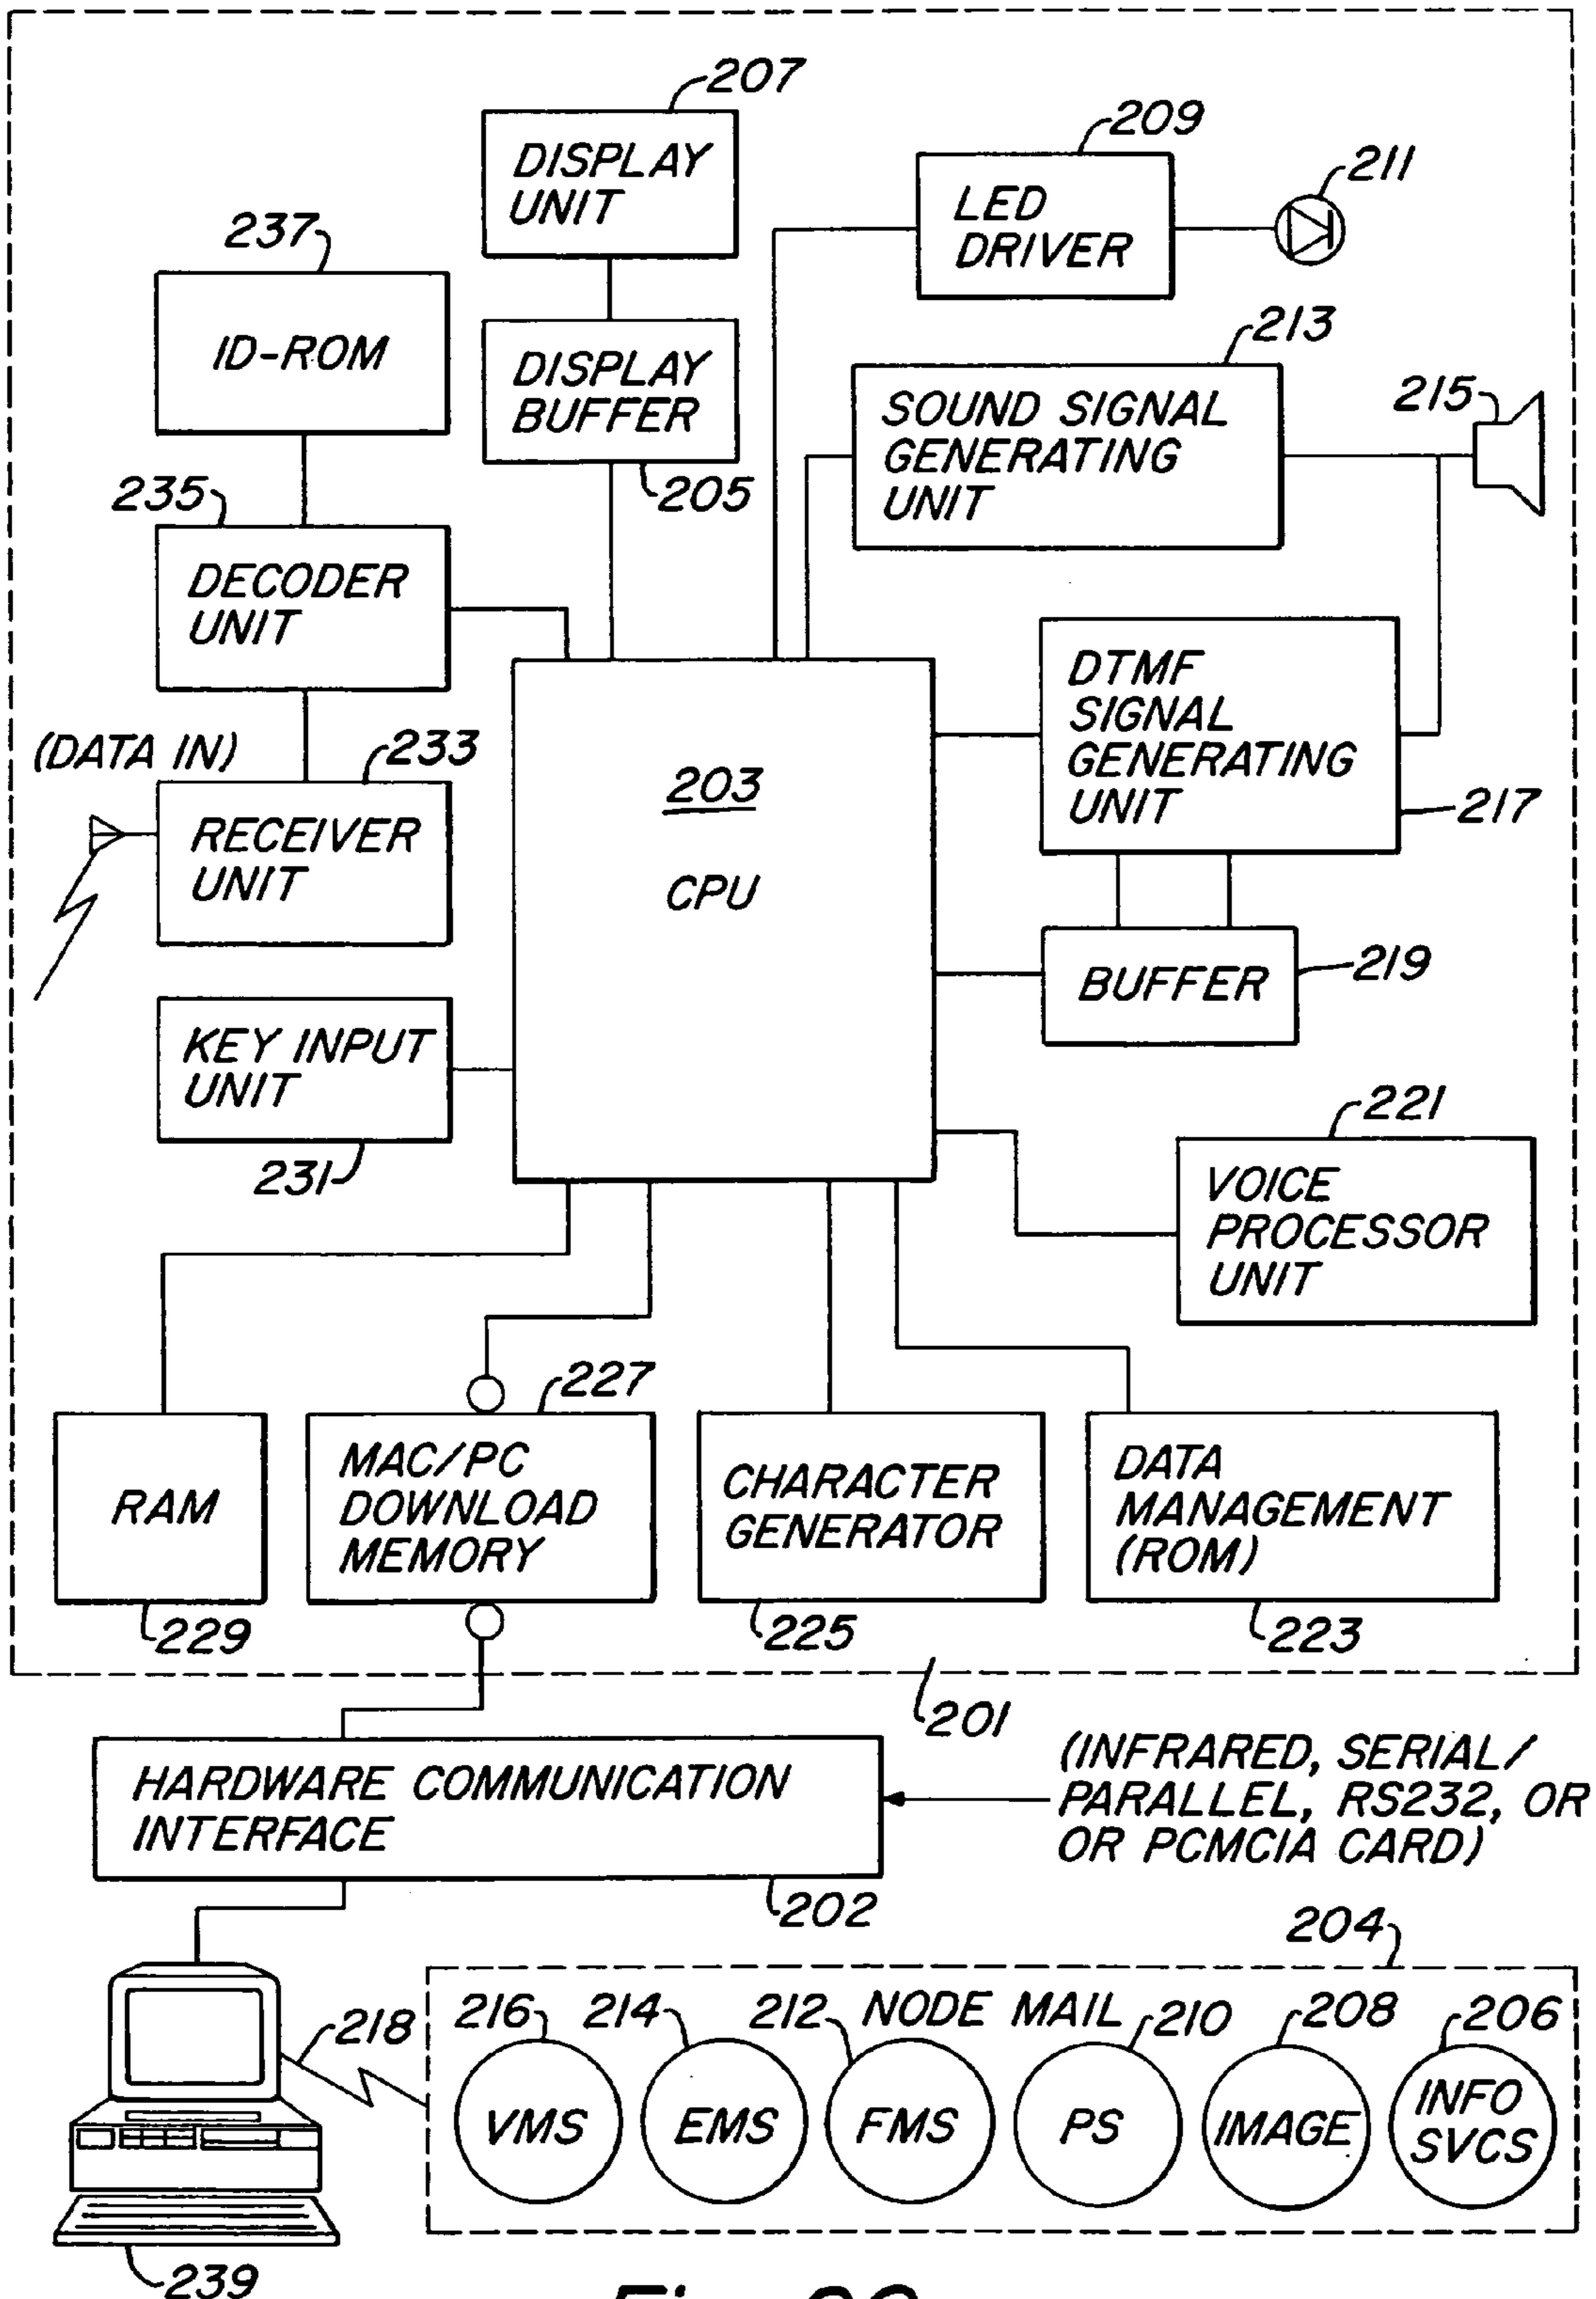 207
DISPLAY
UNIT
209
LED
DRIVER
211
237
ID-ROM
DISPLAY
BUFFER
205
213
SOUND SIGNAL
GENERATING
UNIT
215
235
DECODER
UNIT
DTMF
SIGNAL
GENERATING
UNIT
217
(DATA IN)
233
RECEIVER
UNIT
203
CPU
BUFFER
219
KEY INPUT
UNIT
231
221
VOICE
PROCESSOR
UNIT
RAM
229
227
MAC/PC
DOWNLOAD
MEMORY
CHARACTER
GENERATOR
225
DATA
MANAGEMENT
(ROM)
223
201
HARDWARE COMMUNICATION
INTERFACE
202
(INFRARED, SERIAL/
PARALLEL, RS232, OR
OR PCMCIA CARD)
204
218
NODE MAIL
216
VMS
214
EMS
212
FMS
210
PS
208
IMAGE
206
INFO
SVCS
239